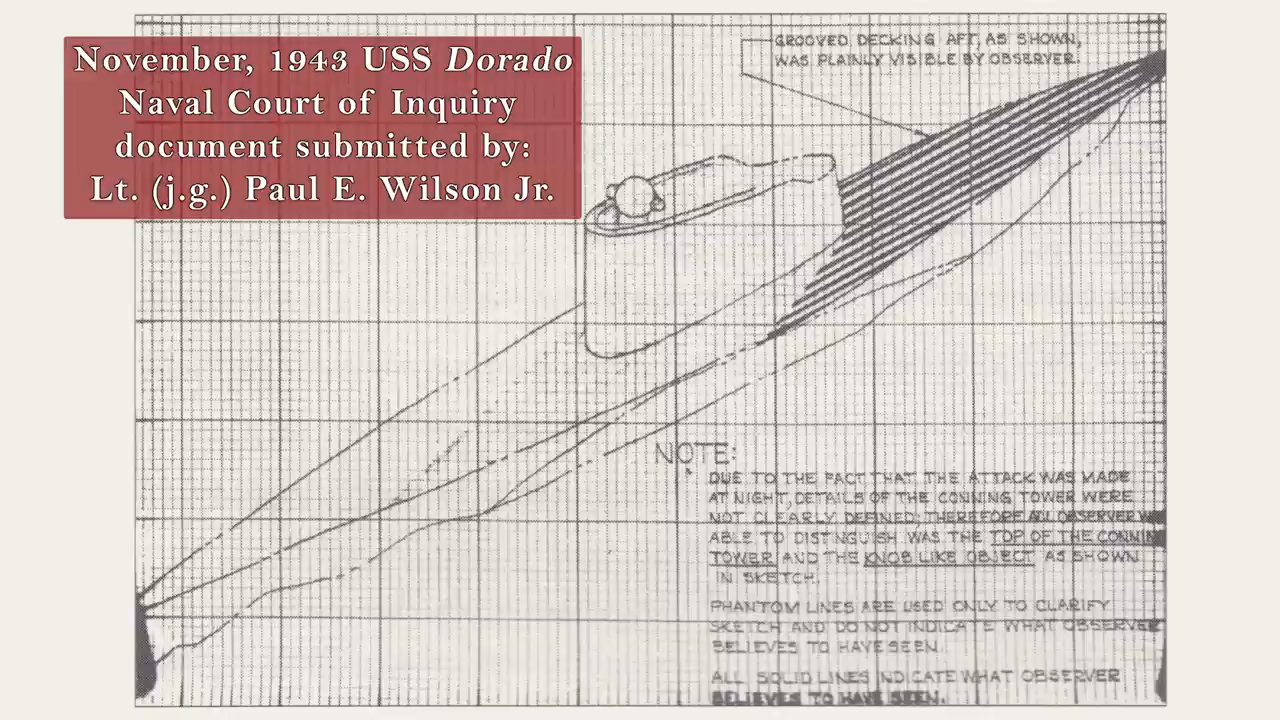 November, 1943 USS Dorado
Naval Court of Inquiry
document submitted by:
Lt. (j.g.) Paul E. Wilson Jr.
GROOVED DECKING AFT, AS SHOWN,
WAS PLAINLY VISIBLE BY OBSERVER.
NOTE:
DUE TO THE FACT THAT THE ATTACK WAS MADE
AT NIGHT, DETAILS OF THE CONNING TOWER WERE
NOT CLEARLY DEFINED; THEREFORE ALL OBSERVER
ABLE TO DISTINGUISH WAS THE TOP OF THE CONNIN
TOWER AND THE KNOB LIKE OBJECT AS SHOWN
IN SKETCH.
PHANTOM LINES ARE USED ONLY TO CLARIFY
SKETCH AND DO NOT INDICATE WHAT OBSERVER
BELIEVES TO HAVE SEEN.
ALL SOLID LINES INDICATE WHAT OBSERVER
BELIEVES TO HAVE SEEN.